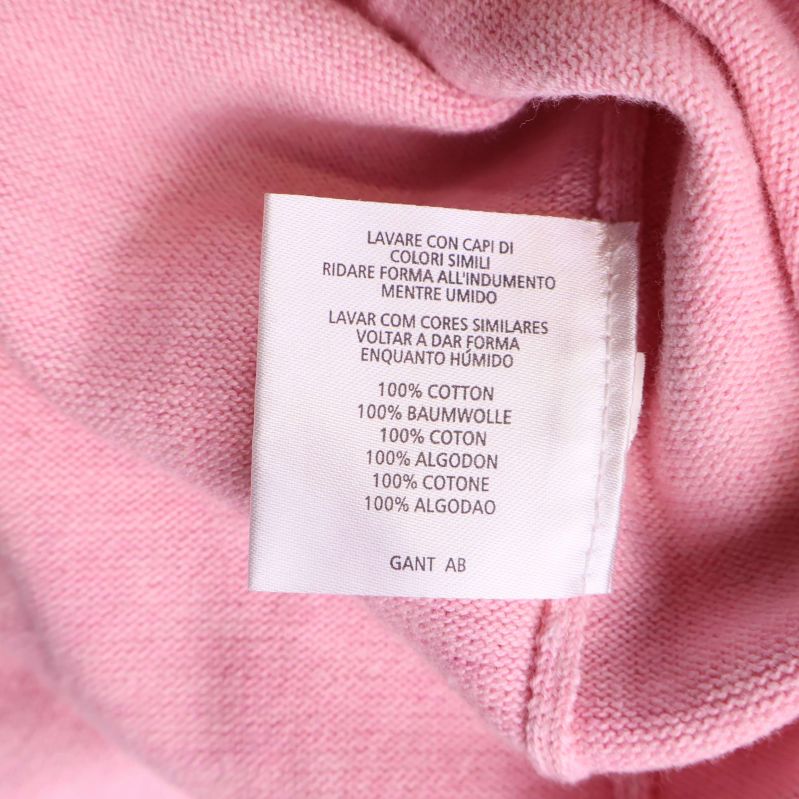 LAVARE CON CAPI DI
COLORI SIMILI
RIDARE FORMA ALL'INDUMENTO
MENTRE UMIDO
LAVAR COM CORES SIMILARES
VOLTAR A DAR FORMA
ENQUANTO HÚMIDO
100% COTTON
100% BAUMWOLLE
100% COTON
100% ALGODON
100% COTONE
100% ALGODAO
GANT AB